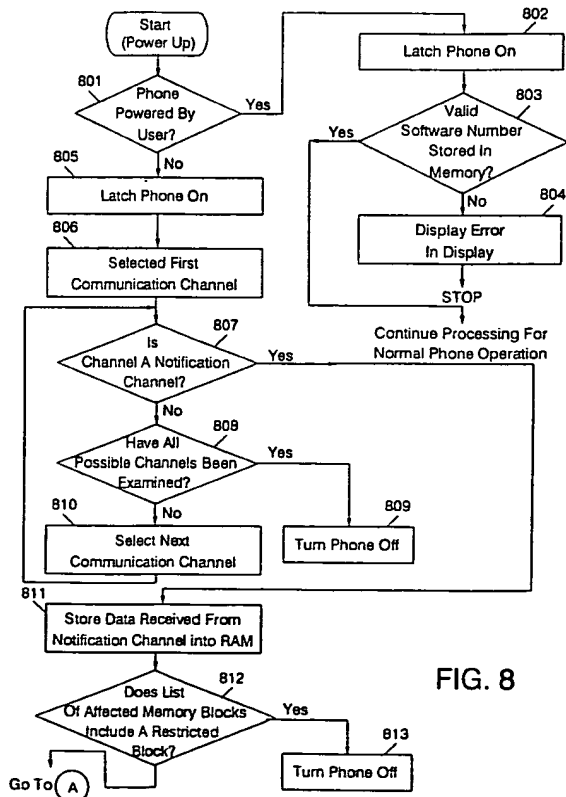 Start
(Power Up)
801
Phone
Powered By
User?
Yes
No
802
Latch Phone On
803
Valid
Software Number
Stored In
Memory?
Yes
No
804
Display Error
In Display
STOP
Continue Processing For
Normal Phone Operation
805
Latch Phone On
806
Selected First
Communication Channel
807
Is
Channel A Notification
Channel?
Yes
No
808
Have All
Possible Channels Been
Examined?
Yes
No
809
Turn Phone Off
810
Select Next
Communication Channel
811
Store Data Received From
Notification Channel into RAM
812
Does List
Of Affected Memory Blocks
Include A Restricted
Block?
Yes
813
Turn Phone Off
Go To A
FIG. 8